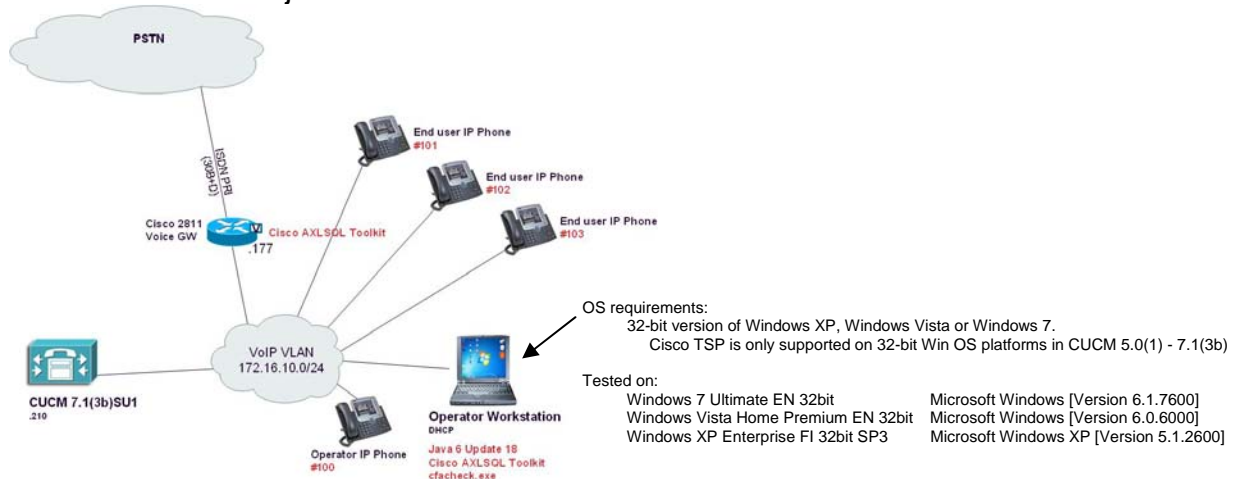 PSTN
ISDN PRI
(30B+D)
End user IP Phone
#101
End user IP Phone
#102
End user IP Phone
#103
Cisco 2811
Voice GW
V
Cisco AXLSQL Toolkit
.177
OS requirements:
32-bit version of Windows XP, Windows Vista or Windows 7.
Cisco TSP is only supported on 32-bit Win OS platforms in CUCM 5.0(1) - 7.1(3b)
VoIP VLAN
172.16.10.0/24
CUCM 7.1(3b)SU1
.210
Operator IP Phone
#100
Operator Workstation
DHCP
Java 6 Update 18
Cisco AXLSQL Toolkit
cfacheck.exe
Tested on:
Windows 7 Ultimate EN 32bit Microsoft Windows [Version 6.1.7600]
Windows Vista Home Premium EN 32bit Microsoft Windows [Version 6.0.6000]
Windows XP Enterprise FI 32bit SP3 Microsoft Windows XP [Version 5.1.2600]